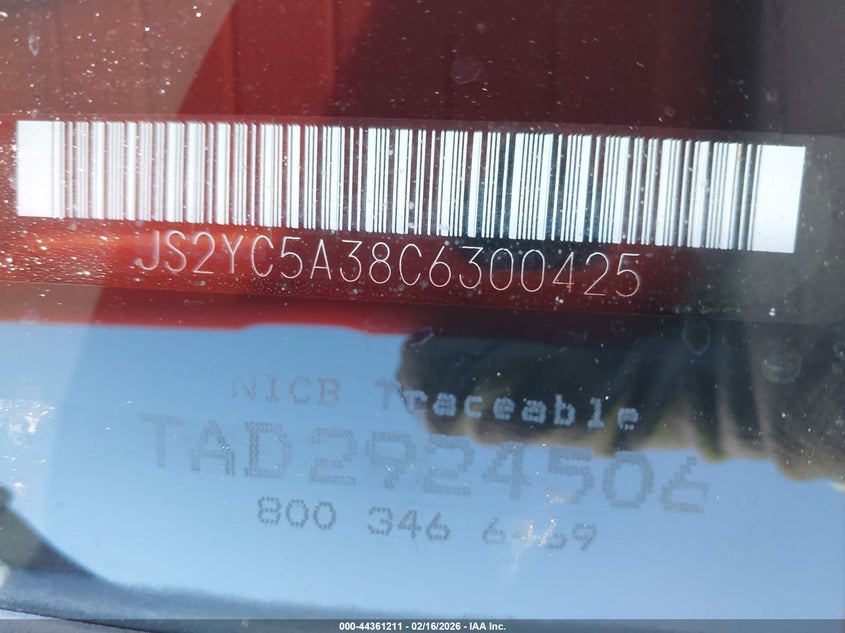 JS2YC5A38C6300425
NICB Traceable
TAD2924506
800 346 6469
000-44361211 - 02/16/2026 - IAA Inc.